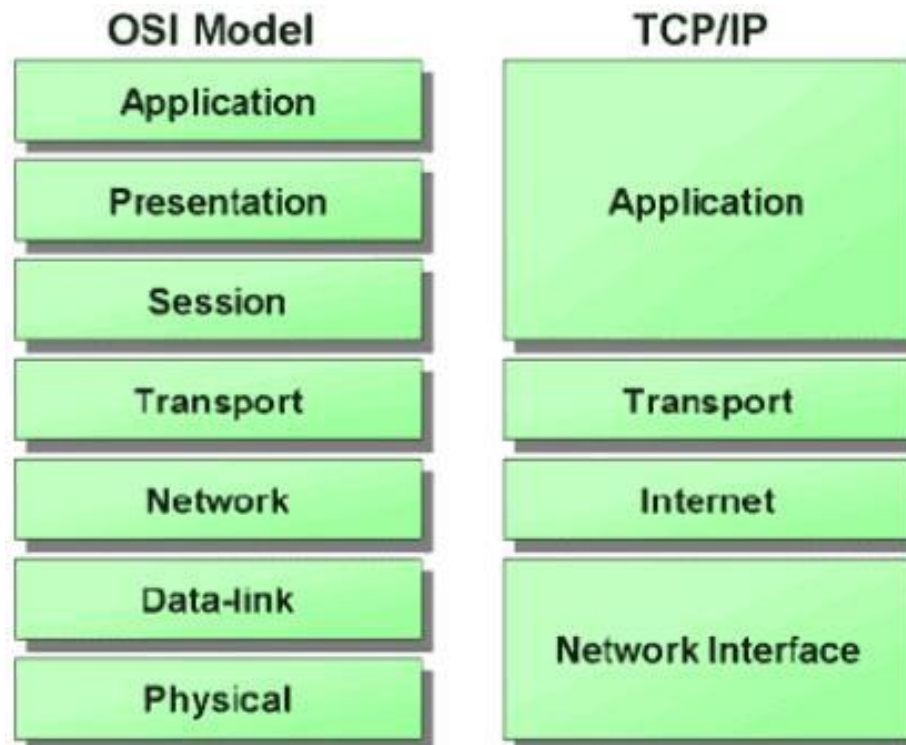 OSI Model
Application
Presentation
Session
Transport
Network
Data-link
Physical
TCP/IP
Application
Transport
Internet
Network Interface